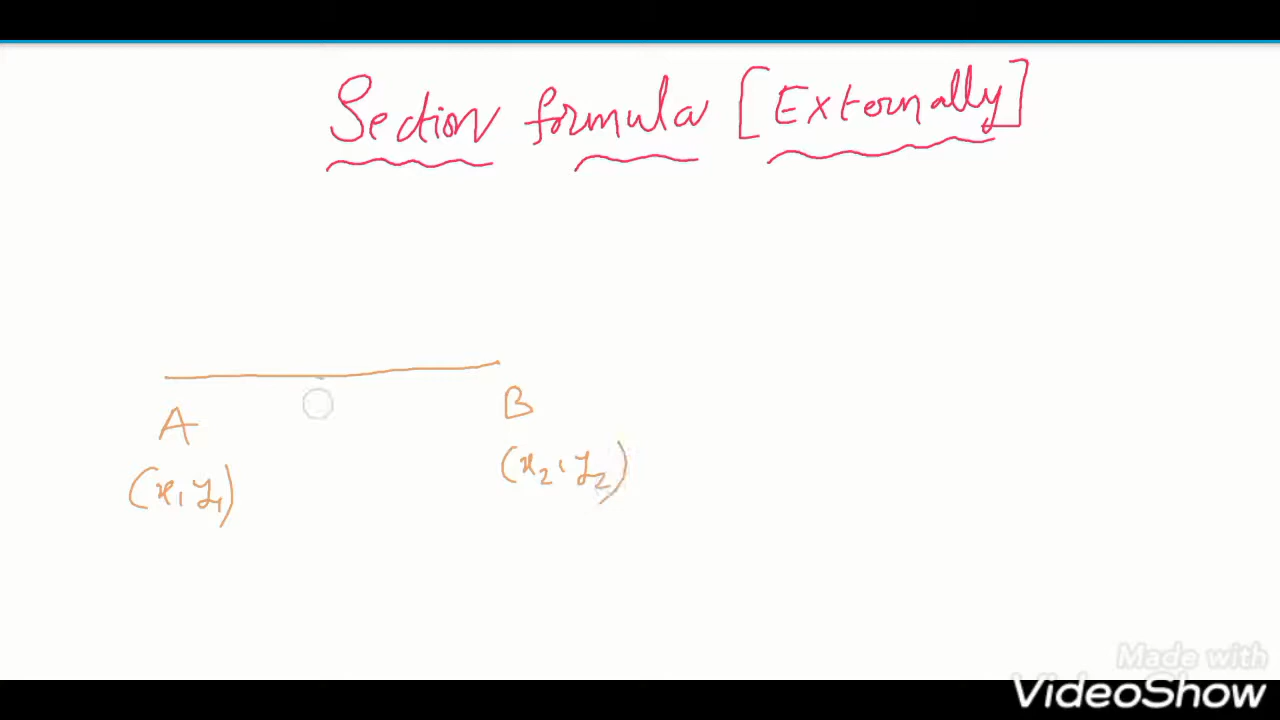 Section formula [Externally]
A
B
(x1 y1)
(x2, y2)
Made with
VideoShow